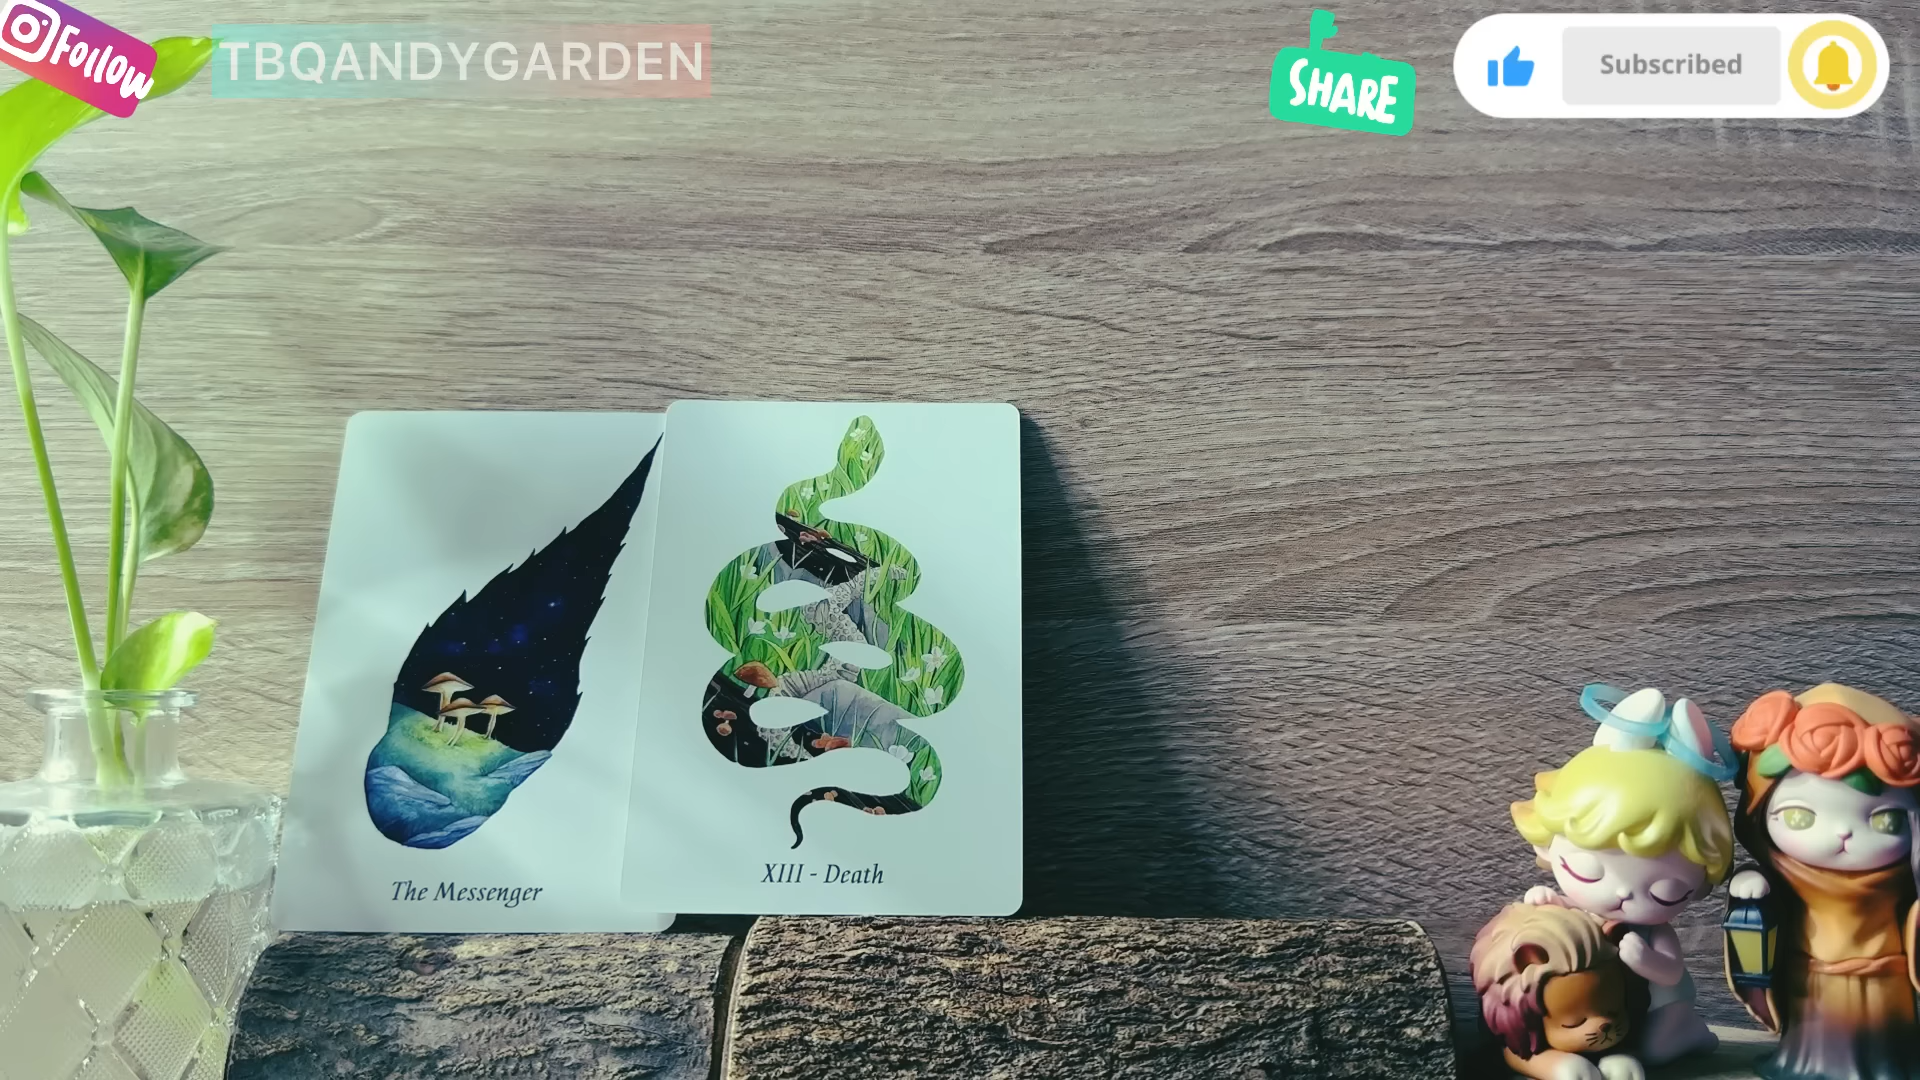 Follow
TBQANDYGARDEN
SHARE
Subscribed
The Messenger
XIII - Death